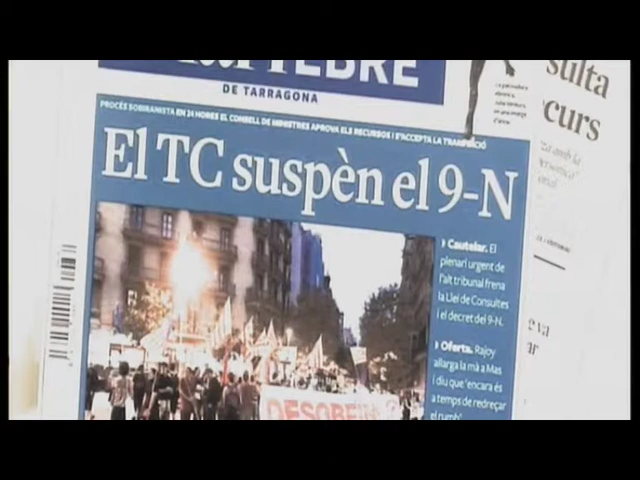 EBRE
DE TARRAGONA
PROCÉS SOBIRANISTA EN 24 HORES EL CONSELL DE MINISTRES APROVA ELS RECURSOS I S'ACCEPTA LA TRAMITACIÓ
El TC suspèn el 9-N
Cautelar. El
plenari urgent de
l'alt tribunal frena
la Llei de Consultes
i el decret del 9-N.
Oferta. Rajoy
allarga la mà a Mas
i diu que 'encara és
a temps de redreçar
el rumb'.
sulta
curs